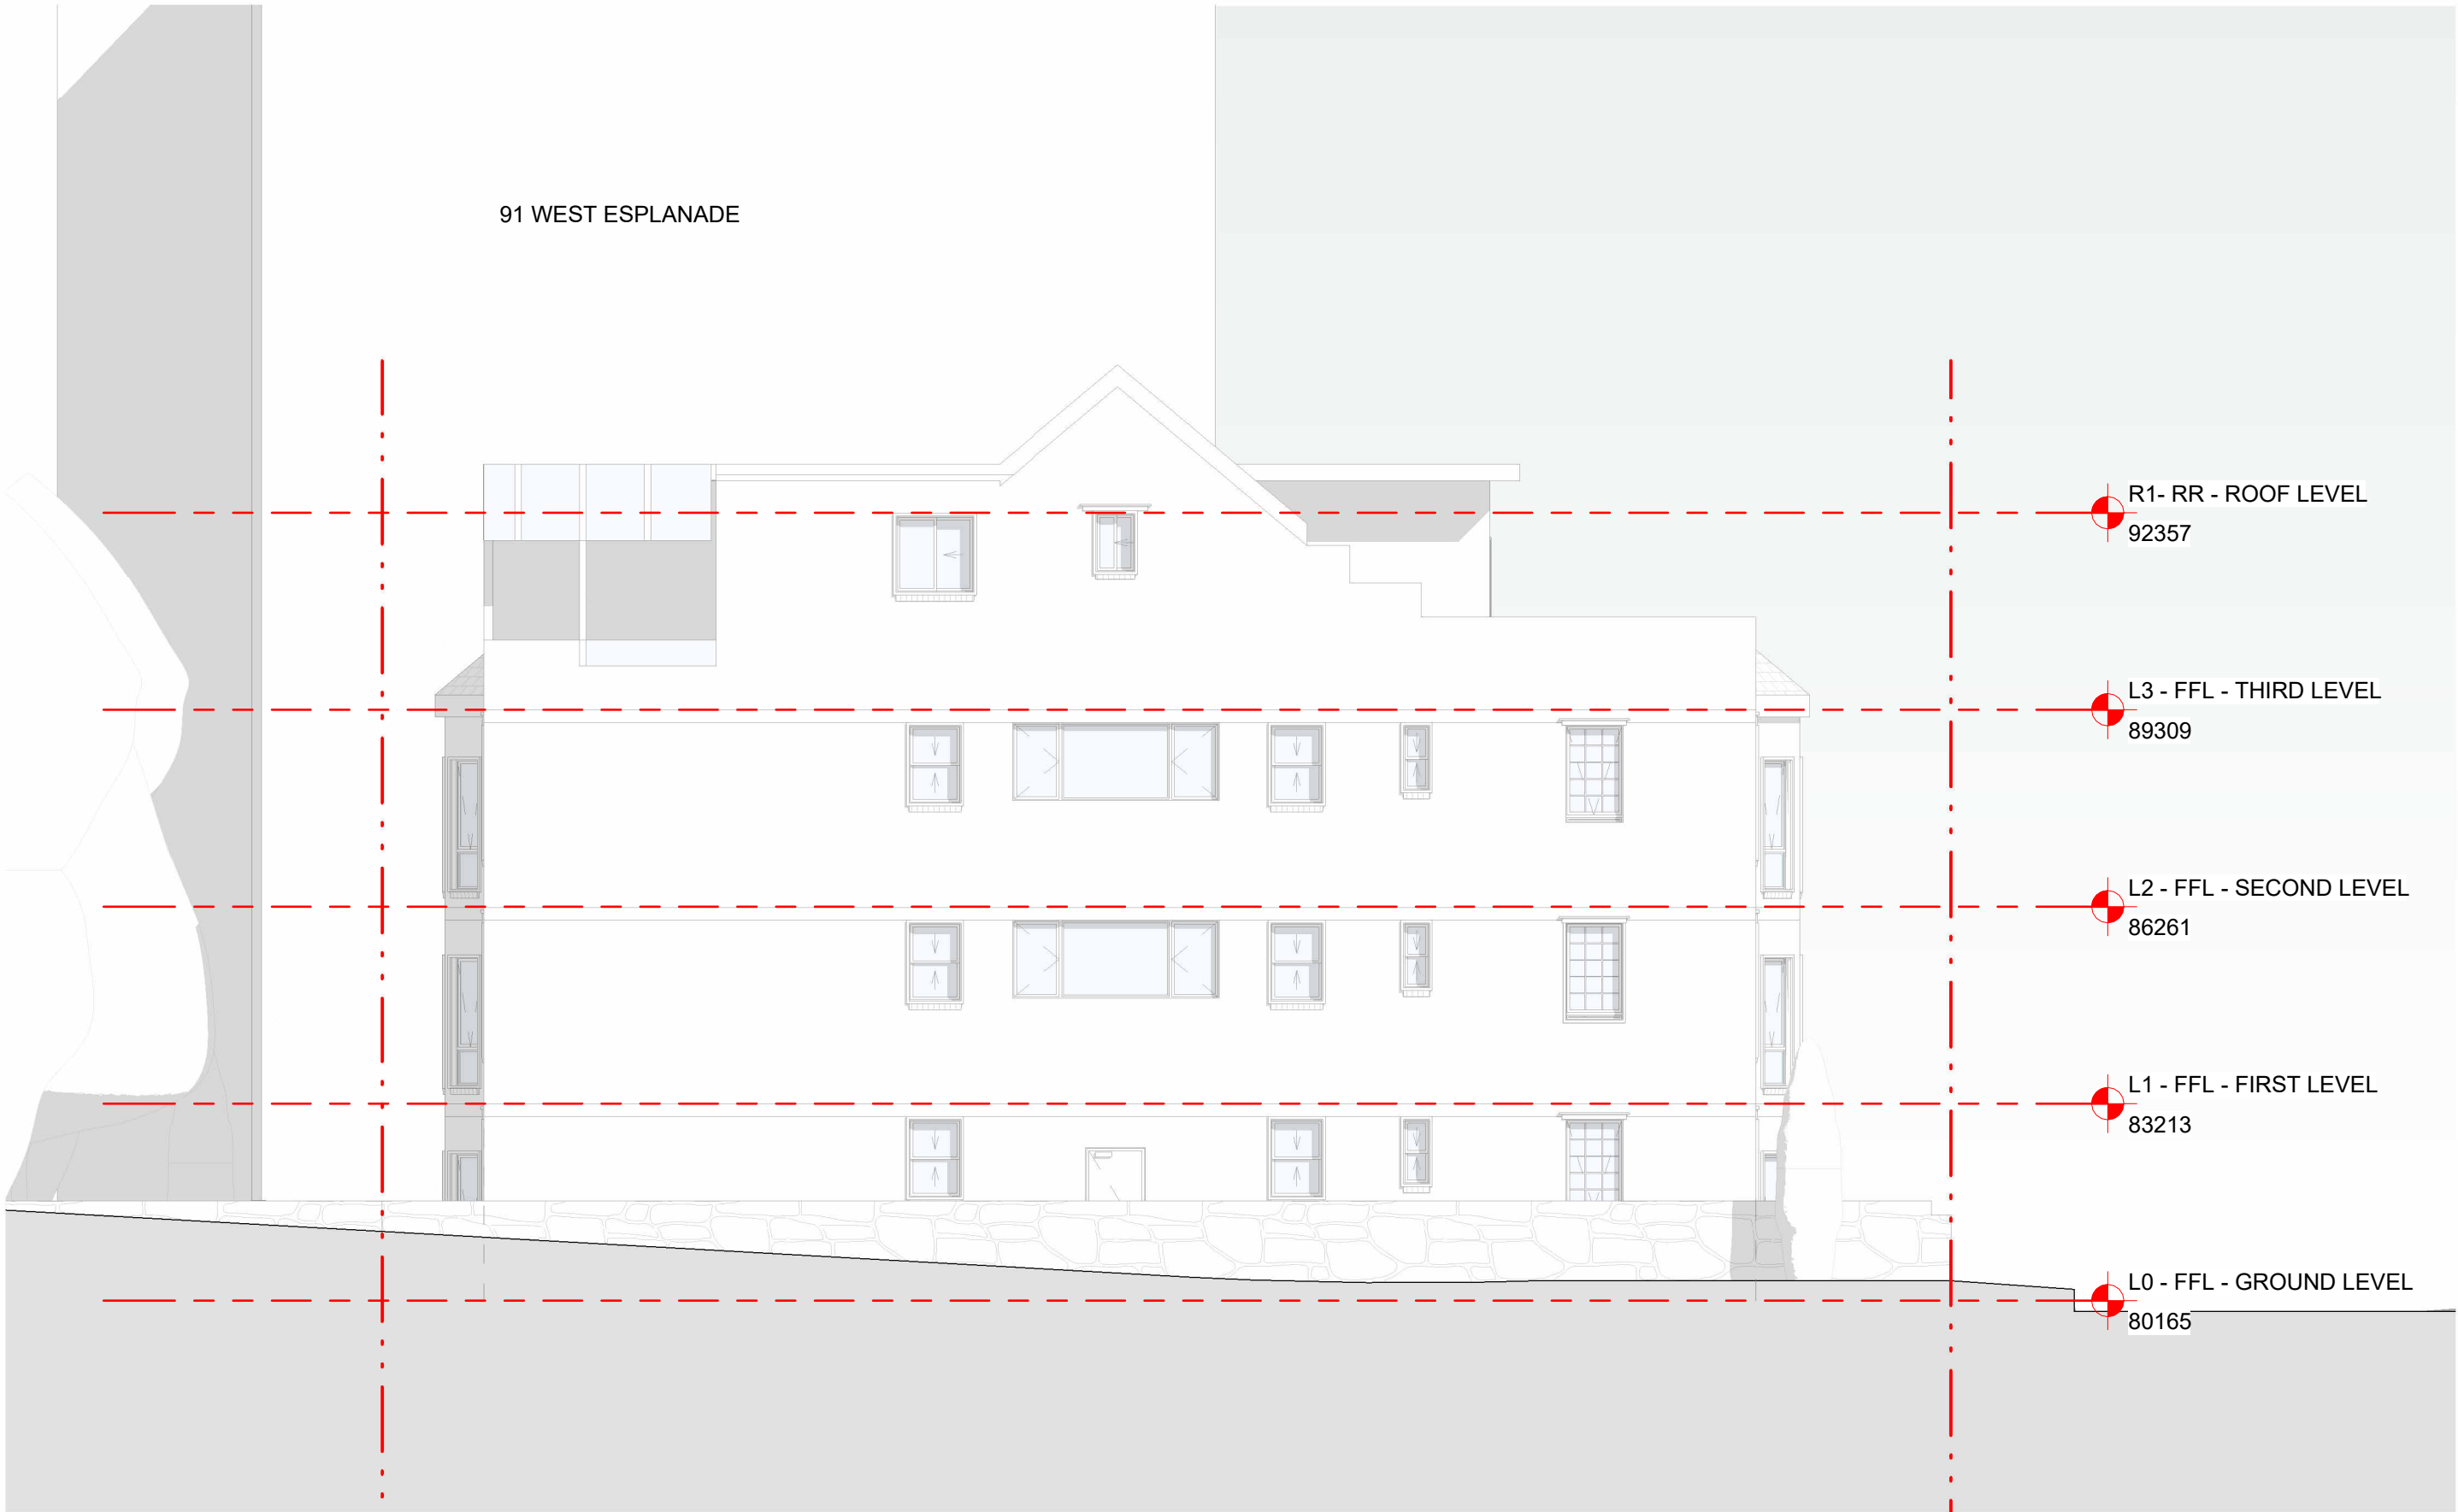 91 WEST ESPLANADE
R1- RR - ROOF LEVEL
92357
L3 - FFL - THIRD LEVEL
89309
L2 - FFL - SECOND LEVEL
86261
L1 - FFL - FIRST LEVEL
83213
L0 - FFL - GROUND LEVEL
80165